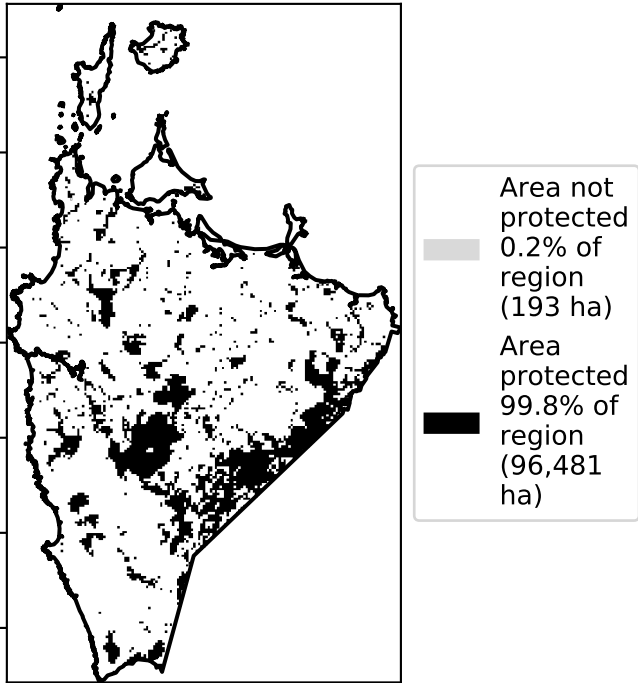 Area not
protected
0.2% of
region
(193 ha)
Area
protected
99.8% of
region
(96,481
ha)